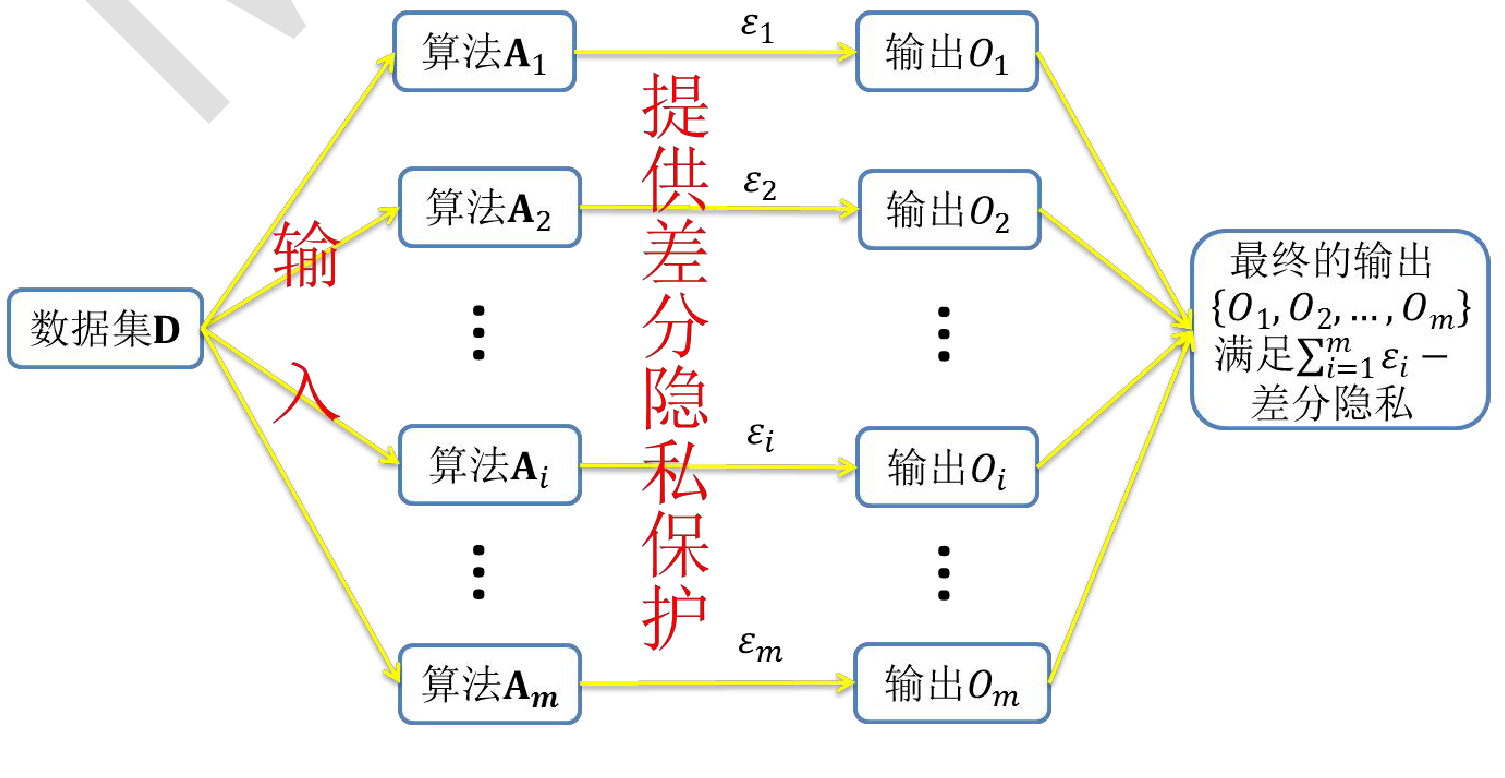 算法A₁
ε₁
输出O₁
提供差分隐私保护
算法A₂
ε₂
输出O₂
输入
最终的输出
{O₁, O₂, …, Oₘ}
满足∑ᵐᵢ₌₁ εᵢ −
差分隐私
数据集D
⋮
⋮
算法Aᵢ
εᵢ
输出Oᵢ
⋮
⋮
算法Aₘ
εₘ
输出Oₘ